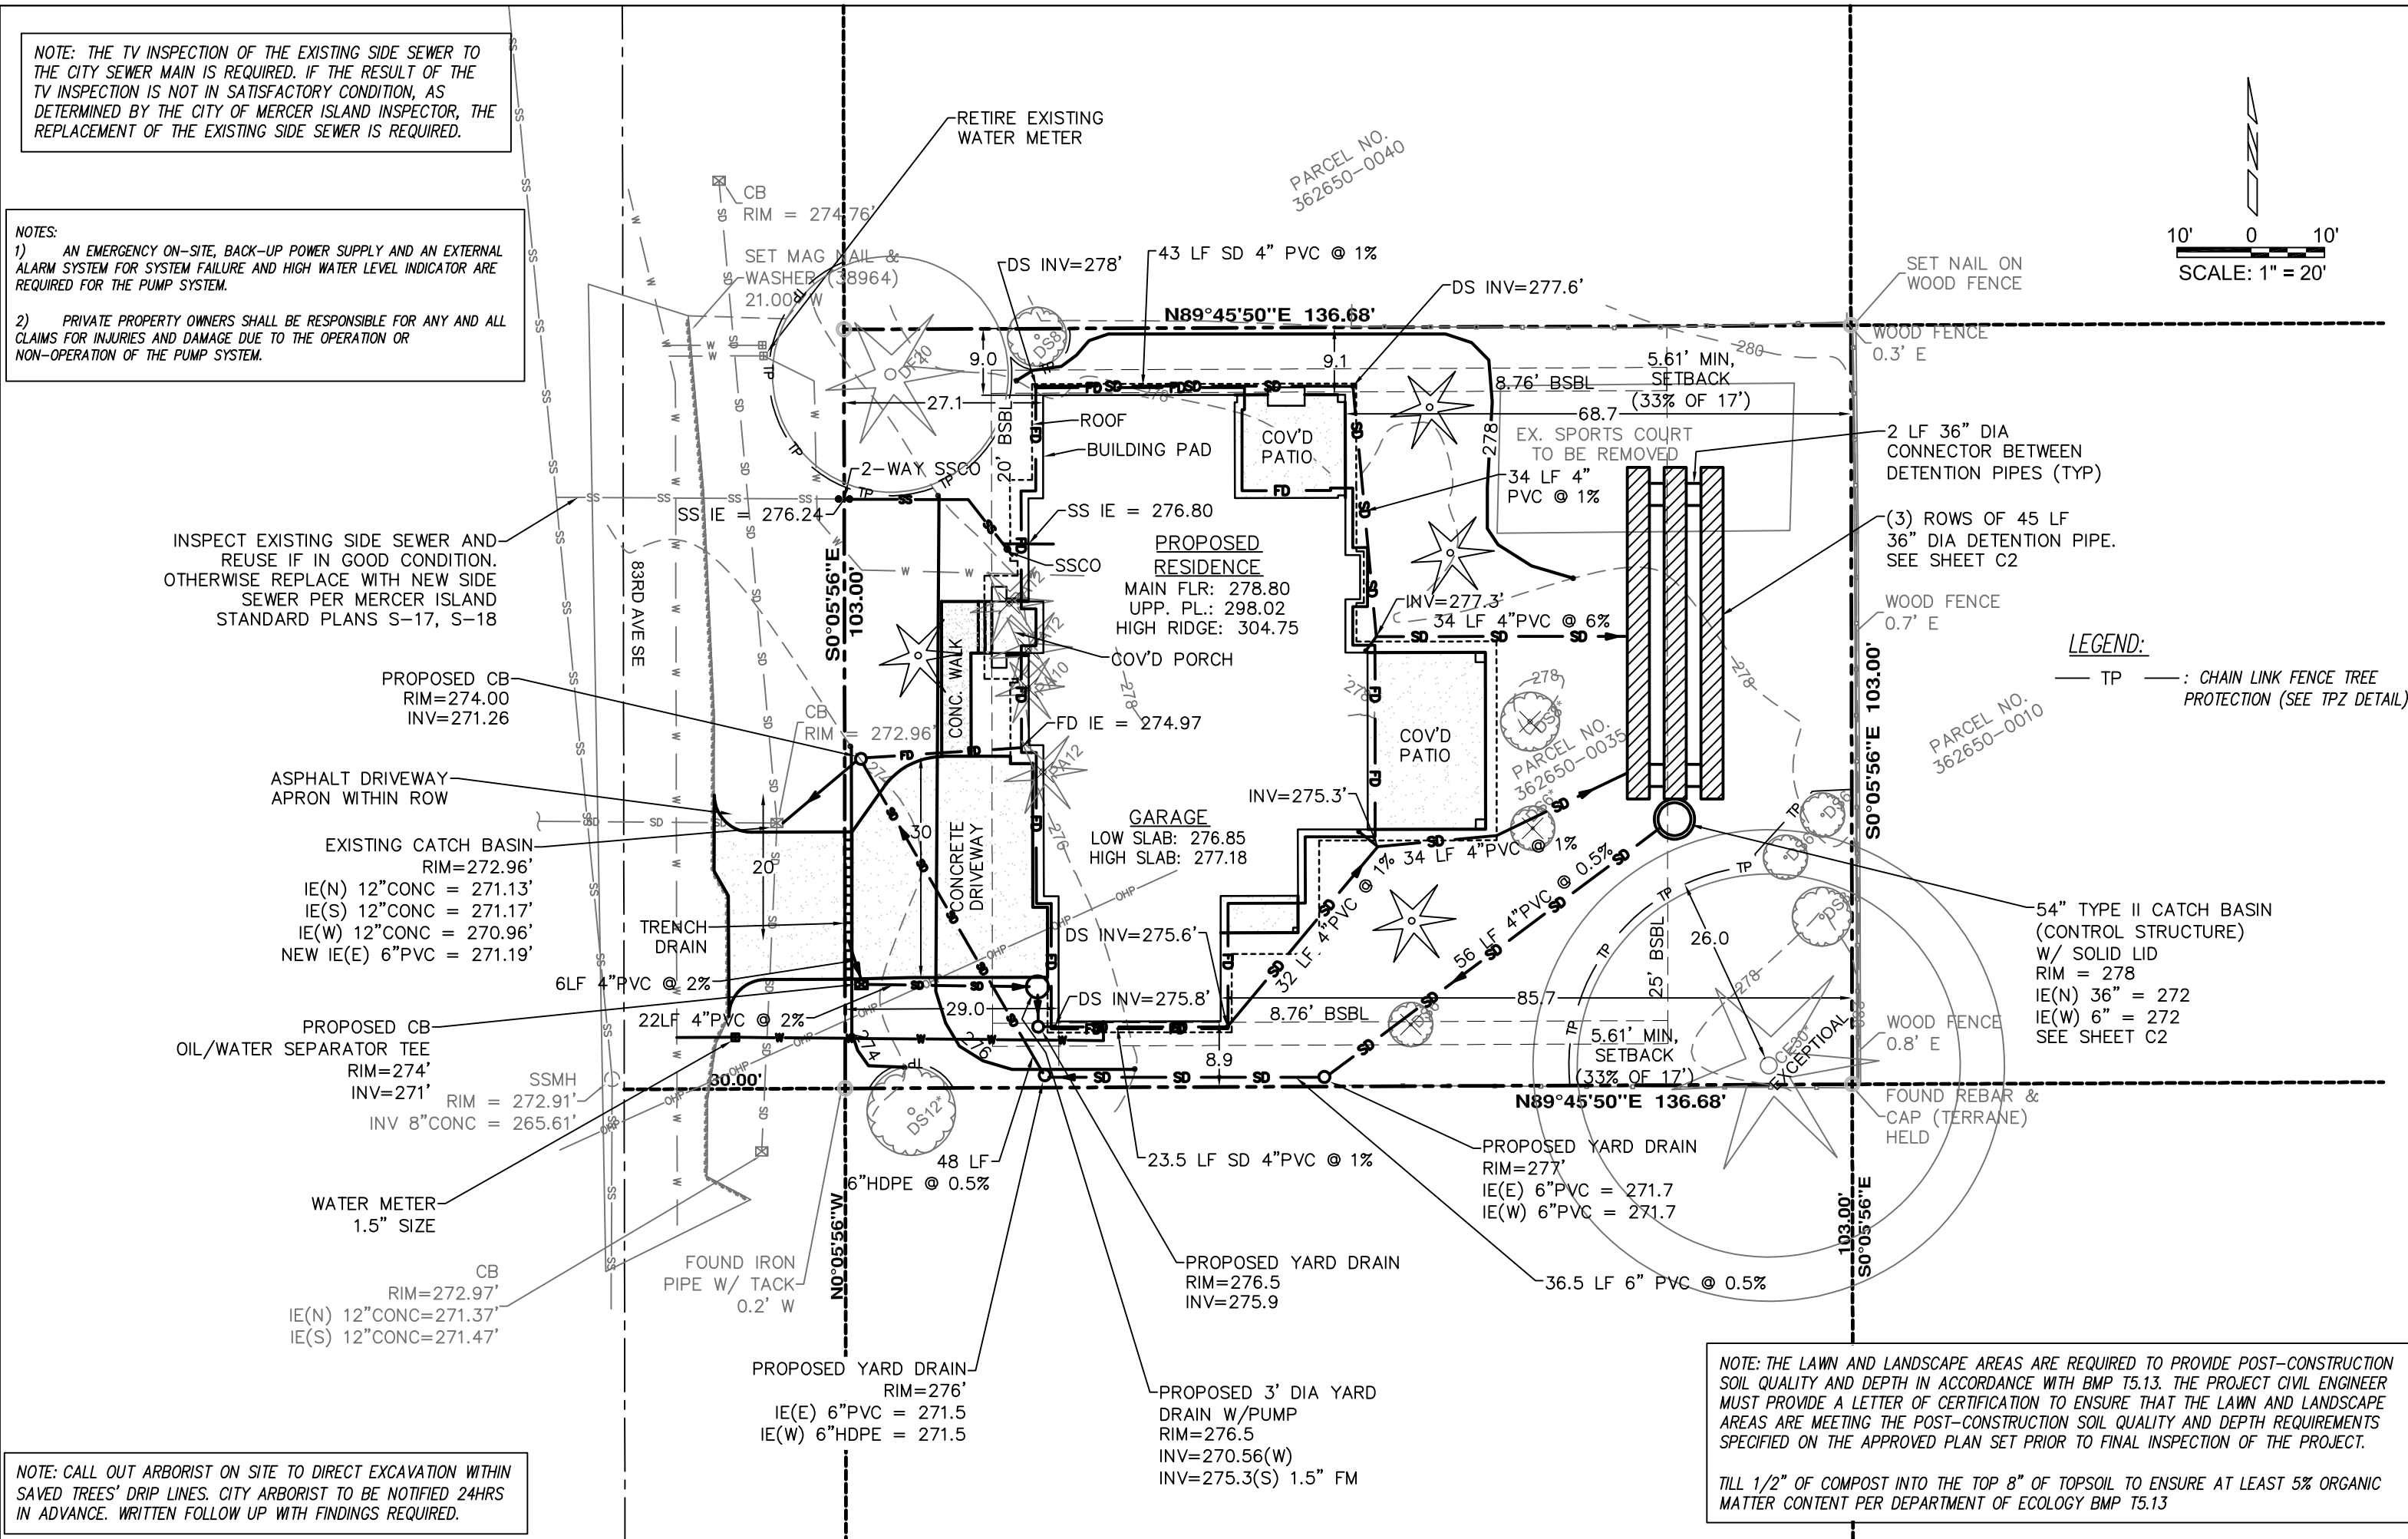 NOTE: THE TV INSPECTION OF THE EXISTING SIDE SEWER TO
THE CITY SEWER MAIN IS REQUIRED. IF THE RESULT OF THE
TV INSPECTION IS NOT IN SATISFACTORY CONDITION, AS
DETERMINED BY THE CITY OF MERCER ISLAND INSPECTOR, THE
REPLACEMENT OF THE EXISTING SIDE SEWER IS REQUIRED.
NOTES:
1) AN EMERGENCY ON-SITE, BACK-UP POWER SUPPLY AND AN EXTERNAL
ALARM SYSTEM FOR SYSTEM FAILURE AND HIGH WATER LEVEL INDICATOR ARE
REQUIRED FOR THE PUMP SYSTEM.
2) PRIVATE PROPERTY OWNERS SHALL BE RESPONSIBLE FOR ANY AND ALL
CLAIMS FOR INJURIES AND DAMAGE DUE TO THE OPERATION OR
NON-OPERATION OF THE PUMP SYSTEM.
RETIRE EXISTING
WATER METER
CB
RIM = 274.76'
SET MAG NAIL &
WASHER (38964)
21.00' W
PARCEL NO.
362650-0040
DS INV=278'
43 LF SD 4" PVC @ 1%
DS INV=277.6'
N89°45'50"E 136.68'
10' 0 10'
SCALE: 1" = 20'
SET NAIL ON
WOOD FENCE
WOOD FENCE
0.3' E
280
9.0
9.1
5.61' MIN,
SETBACK
(33% OF 17')
8.76' BSBL
68.7
27.1
20' BSBL
DF20
DS8
278
278
ROOF
BUILDING PAD
COV'D
PATIO
EX. SPORTS COURT
TO BE REMOVED
34 LF 4"
PVC @ 1%
2 LF 36" DIA
CONNECTOR BETWEEN
DETENTION PIPES (TYP)
(3) ROWS OF 45 LF
36" DIA DETENTION PIPE.
SEE SHEET C2
2-WAY SSCO
SS IE = 276.24
SS IE = 276.80
SSCO
INSPECT EXISTING SIDE SEWER AND
REUSE IF IN GOOD CONDITION.
OTHERWISE REPLACE WITH NEW SIDE
SEWER PER MERCER ISLAND
STANDARD PLANS S-17, S-18
83RD AVE SE
S0°05'56"E
103.00'
PROPOSED
RESIDENCE
MAIN FLR: 278.80
UPP. PL.: 298.02
HIGH RIDGE: 304.75
INV=277.3'
34 LF 4"PVC @ 6%
WOOD FENCE
0.7' E
LEGEND:
TP : CHAIN LINK FENCE TREE
PROTECTION (SEE TPZ DETAIL)
PROPOSED CB
RIM=274.00
INV=271.26
CONC. WALK
COV'D PORCH
FD IE = 274.97
278
278
278
278
COV'D
PATIO
DS8*
PARCEL NO.
362650-0035
DS6*
PARCEL NO.
362650-0010
S0°05'56"E 103.00'
CB
RIM = 272.96'
274
PA12
ASPHALT DRIVEWAY
APRON WITHIN ROW
EXISTING CATCH BASIN
RIM=272.96'
IE(N) 12"CONC = 271.13'
IE(S) 12"CONC = 271.17'
IE(W) 12"CONC = 270.96'
NEW IE(E) 6"PVC = 271.19'
20
30
CONCRETE
DRIVEWAY
276
GARAGE
LOW SLAB: 276.85
HIGH SLAB: 277.18
INV=275.3'
34 LF 4"PVC @ 1%
32 LF 4"PVC @ 1%
56 LF 4"PVC @ 0.5%
25' BSBL
26.0
54" TYPE II CATCH BASIN
(CONTROL STRUCTURE)
W/ SOLID LID
RIM = 278
IE(N) 36" = 272
IE(W) 6" = 272
SEE SHEET C2
TRENCH
DRAIN
6LF 4"PVC @ 2%
22LF 4"PVC @ 2%
29.0
DS INV=275.6'
DS INV=275.8'
8.76' BSBL
85.7
278
CE30*
EXCEPTIOAL
WOOD FENCE
0.8' E
PROPOSED CB
OIL/WATER SEPARATOR TEE
RIM=274'
INV=271'
SSMH
RIM = 272.91'
INV 8"CONC = 265.61'
30.00'
274
276
DS12*
8.9
5.61' MIN,
SETBACK
(33% OF 17')
N89°45'50"E 136.68'
FOUND REBAR &
CAP (TERRANE)
HELD
48 LF
6"HDPE @ 0.5%
23.5 LF SD 4"PVC @ 1%
PROPOSED YARD DRAIN
RIM=277'
IE(E) 6"PVC = 271.7
IE(W) 6"PVC = 271.7
WATER METER
1.5" SIZE
N0°05'56"W
103.00'
S0°05'56"E
CB
RIM=272.97'
IE(N) 12"CONC=271.37'
IE(S) 12"CONC=271.47'
FOUND IRON
PIPE W/ TACK
0.2' W
PROPOSED YARD DRAIN
RIM=276.5
INV=275.9
36.5 LF 6" PVC @ 0.5%
PROPOSED YARD DRAIN
RIM=276'
IE(E) 6"PVC = 271.5
IE(W) 6"HDPE = 271.5
PROPOSED 3' DIA YARD
DRAIN W/PUMP
RIM=276.5
INV=270.56(W)
INV=275.3(S) 1.5" FM
NOTE: CALL OUT ARBORIST ON SITE TO DIRECT EXCAVATION WITHIN
SAVED TREES' DRIP LINES. CITY ARBORIST TO BE NOTIFIED 24HRS
IN ADVANCE. WRITTEN FOLLOW UP WITH FINDINGS REQUIRED.
NOTE: THE LAWN AND LANDSCAPE AREAS ARE REQUIRED TO PROVIDE POST-CONSTRUCTION
SOIL QUALITY AND DEPTH IN ACCORDANCE WITH BMP T5.13. THE PROJECT CIVIL ENGINEER
MUST PROVIDE A LETTER OF CERTIFICATION TO ENSURE THAT THE LAWN AND LANDSCAPE
AREAS ARE MEETING THE POST-CONSTRUCTION SOIL QUALITY AND DEPTH REQUIREMENTS
SPECIFIED ON THE APPROVED PLAN SET PRIOR TO FINAL INSPECTION OF THE PROJECT.
TILL 1/2" OF COMPOST INTO THE TOP 8" OF TOPSOIL TO ENSURE AT LEAST 5% ORGANIC
MATTER CONTENT PER DEPARTMENT OF ECOLOGY BMP T5.13